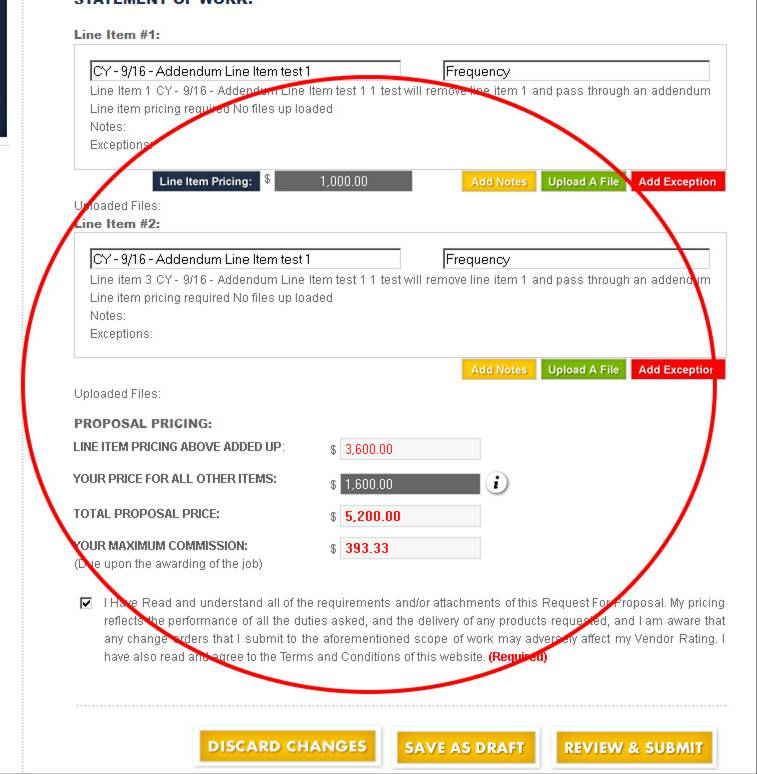 STATEMENT OF WORK:
Line Item #1:
CY - 9/16 - Addendum Line Item test 1 Frequency
Line Item 1 CY - 9/16 - Addendum Line Item test 1 1 test will remove line item 1 and pass through an addendum
Line item pricing required No files up loaded
Notes:
Exceptions:
Line Item Pricing: $ 1,000.00 Add Notes Upload A File Add Exception
Uploaded Files:
Line Item #2:
CY - 9/16 - Addendum Line Item test 1 Frequency
Line item 3 CY - 9/16 - Addendum Line Item test 1 1 test will remove line item 1 and pass through an addendum
Line item pricing required No files up loaded
Notes:
Exceptions:
Add Notes Upload A File Add Exception
Uploaded Files:
PROPOSAL PRICING:
LINE ITEM PRICING ABOVE ADDED UP: $ 3,600.00
YOUR PRICE FOR ALL OTHER ITEMS: $ 1,600.00 i
TOTAL PROPOSAL PRICE: $ 5,200.00
YOUR MAXIMUM COMMISSION: $ 393.33
(Due upon the awarding of the job)
I Have Read and understand all of the requirements and/or attachments of this Request For Proposal. My pricing
reflects the performance of all the duties asked, and the delivery of any products requested, and I am aware that
any change orders that I submit to the aforementioned scope of work may adversely affect my Vendor Rating. I
have also read and agree to the Terms and Conditions of this website. (Required)
DISCARD CHANGES SAVE AS DRAFT REVIEW & SUBMIT